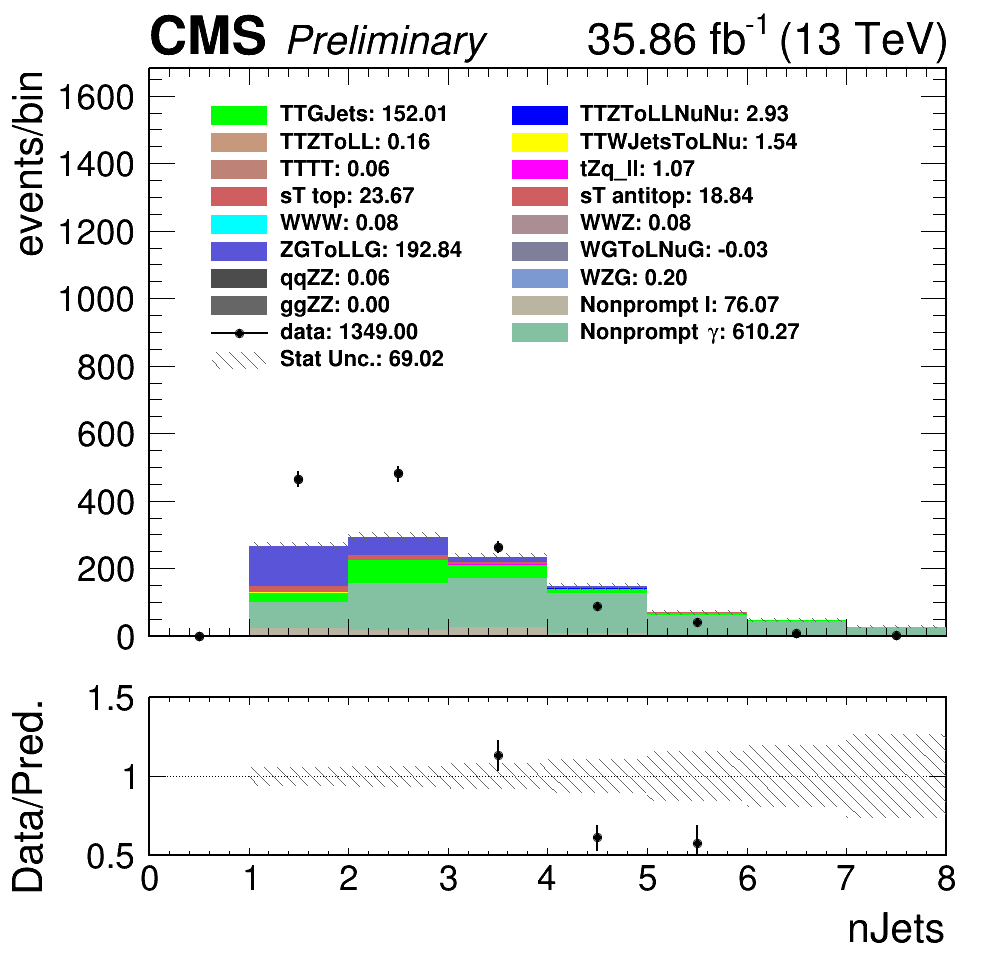 CMS Preliminary 35.86 fb-1 (13 TeV)
events/bin
1600
1400
1200
1000
800
600
400
200
0
TTGJets: 152.01
TTZToLL: 0.16
TTTT: 0.06
sT top: 23.67
WWW: 0.08
ZGToLLG: 192.84
qqZZ: 0.06
ggZZ: 0.00
data: 1349.00
Stat Unc.: 69.02
TTZToLLNuNu: 2.93
TTWJetsToLNu: 1.54
tZq_ll: 1.07
sT antitop: 18.84
WWZ: 0.08
WGToLNuG: -0.03
WZG: 0.20
Nonprompt l: 76.07
Nonprompt γ: 610.27
Data/Pred.
1.5
1
0.5
0 1 2 3 4 5 6 7 8
nJets